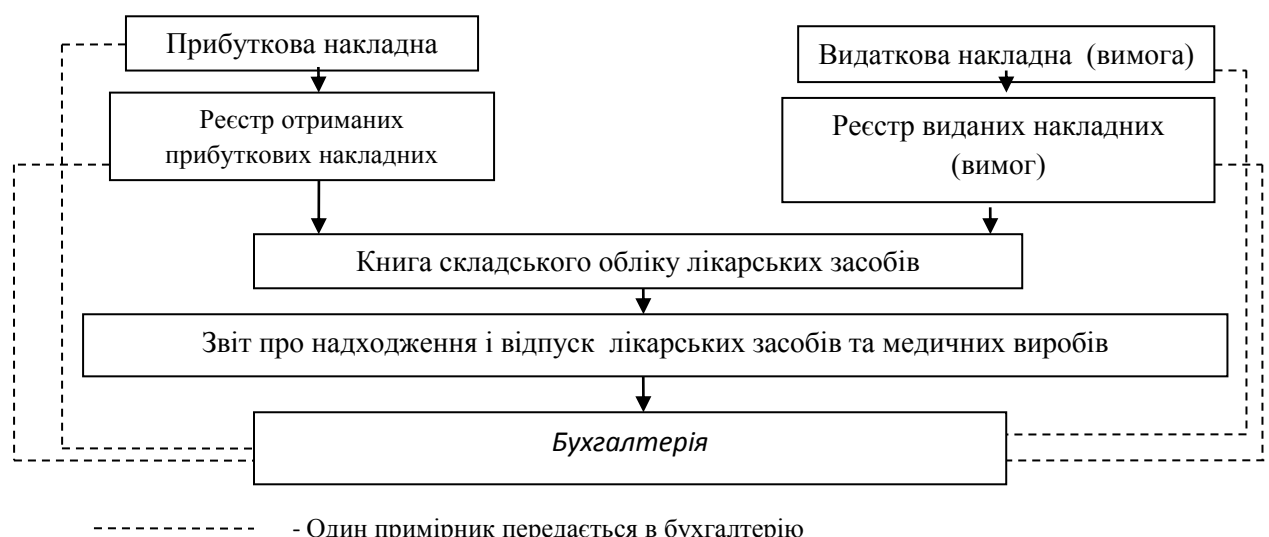 Прибуткова накладна
Видаткова накладна (вимога)
Реєстр отриманих
прибуткових накладних
Реєстр виданих накладних
(вимог)
Книга складського обліку лікарських засобів
Звіт про надходження і відпуск лікарських засобів та медичних виробів
Бухгалтерія
- Один примірник передається в бухгалтерію